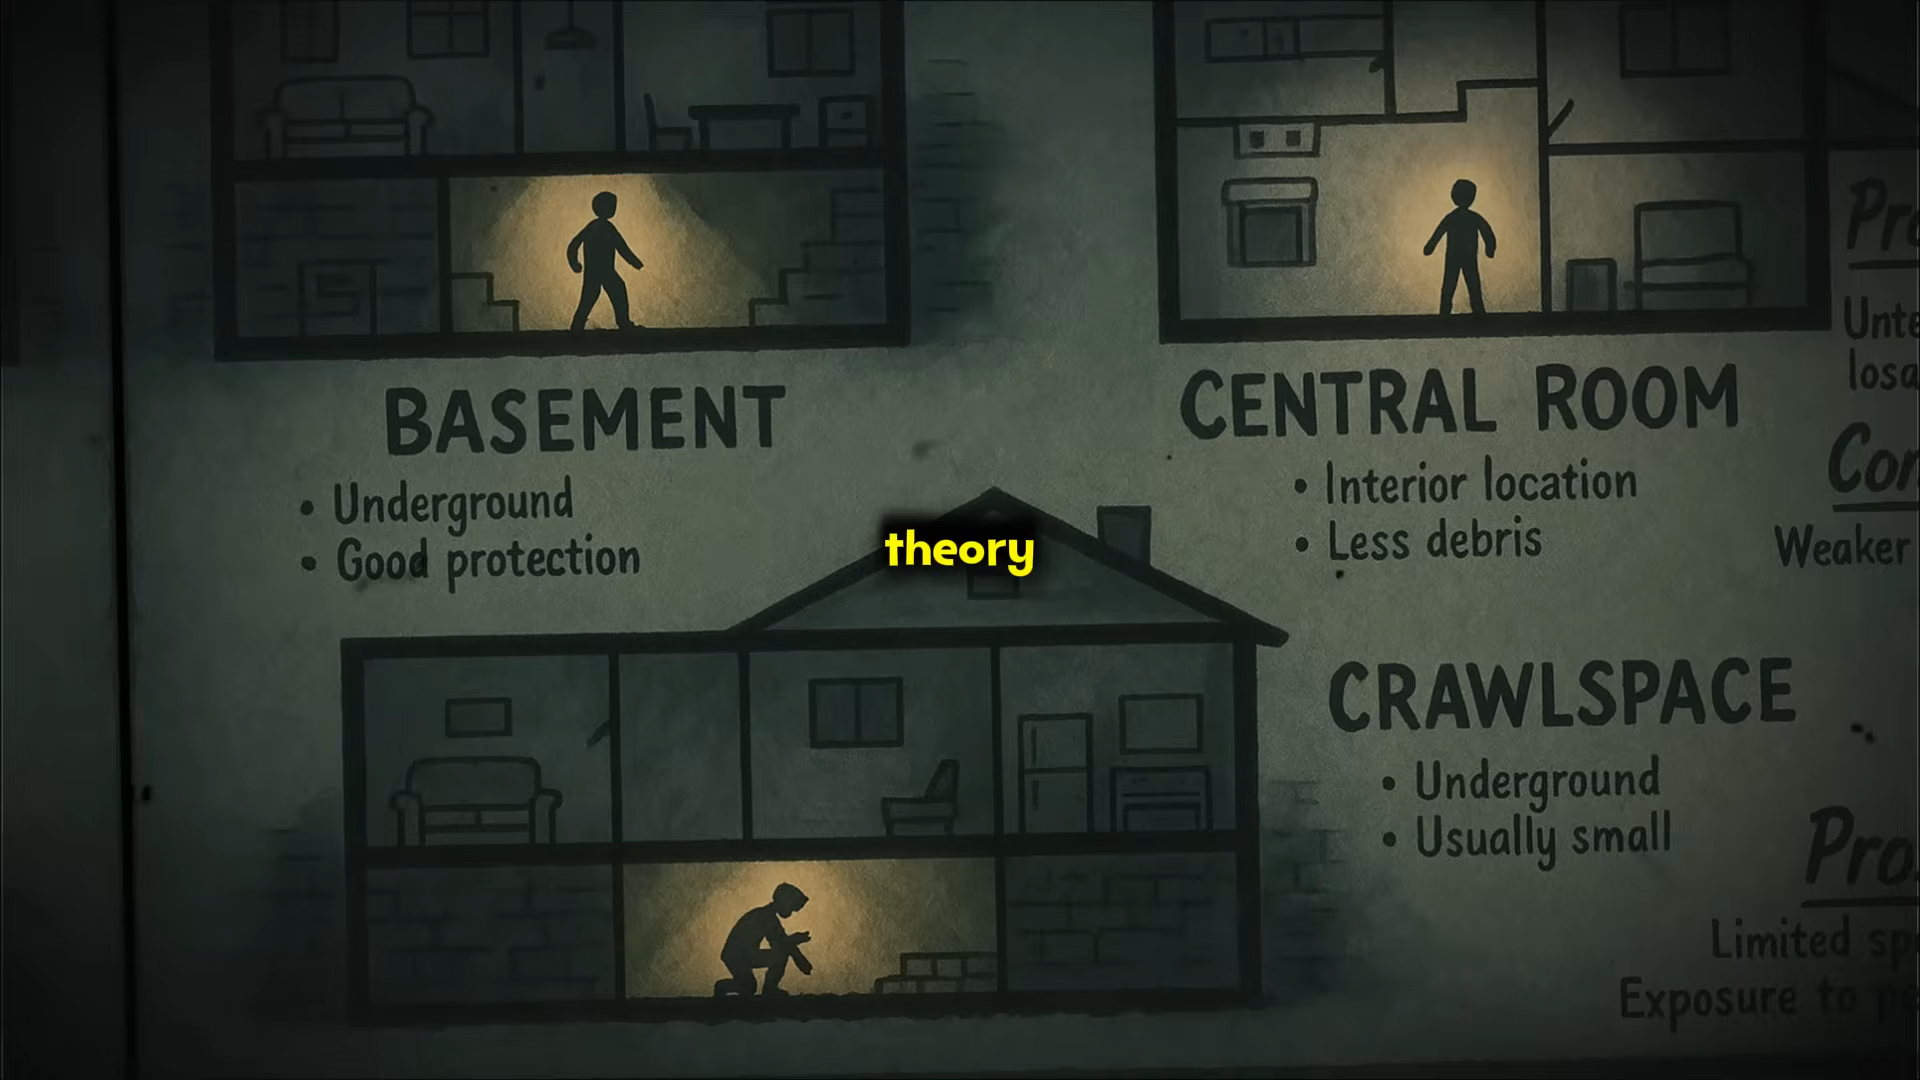 BASEMENT
• Underground
• Good protection
CENTRAL ROOM
• Interior location
• Less debris
theory
CRAWLSPACE
• Underground
• Usually small
Weaker
Limited
Exposure to